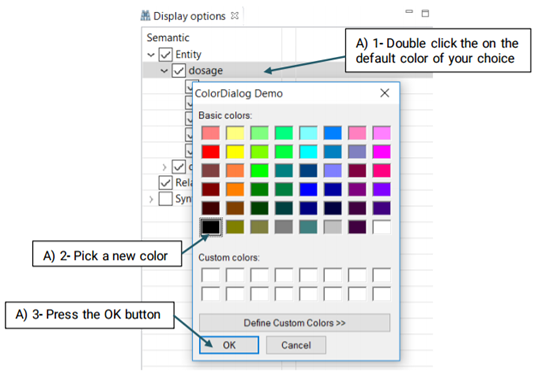 Display options
Semantic
Entity
dosage
A) 1- Double click the on the
default color of your choice
ColorDialog Demo
Basic colors:
Rela
Syn
A) 2- Pick a new color
Custom colors:
A) 3- Press the OK button
Define Custom Colors >>
OK
Cancel